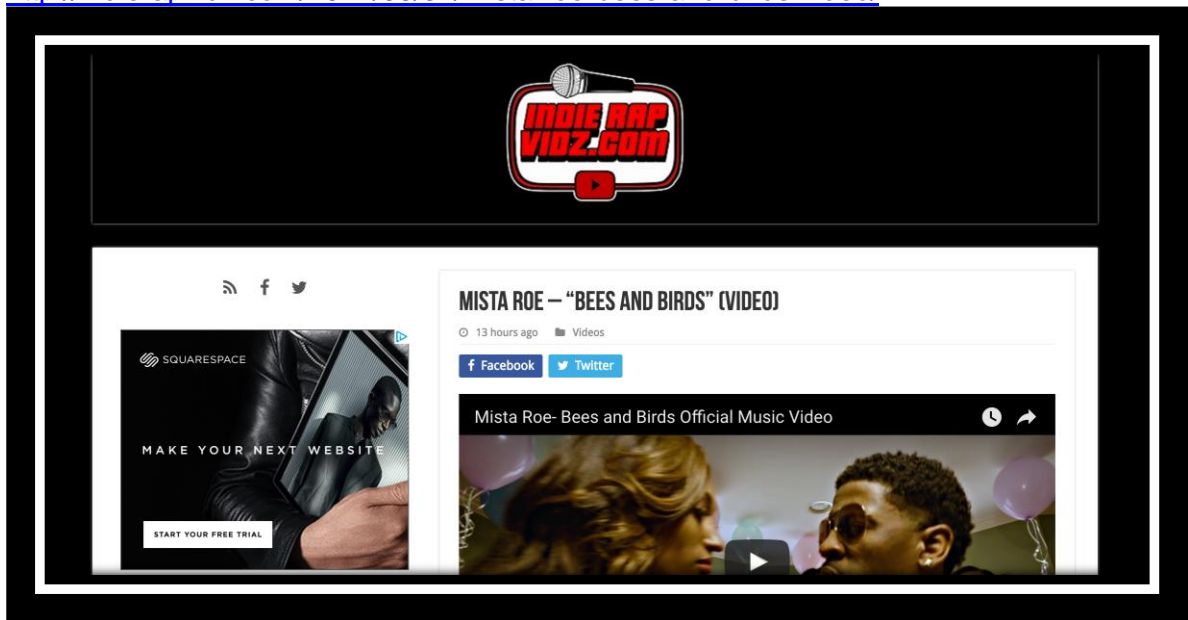 INDIE RAP
VIDZ.COM
MISTA ROE – “BEES AND BIRDS” (VIDEO)
13 hours ago Videos
Facebook Twitter
Mista Roe- Bees and Birds Official Music Video
SQUARESPACE
MAKE YOUR NEXT WEBSITE
START YOUR FREE TRIAL